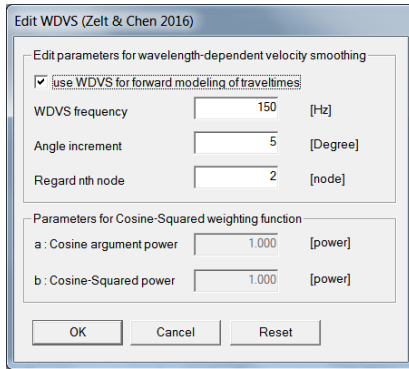 Edit WDVS (Zelt & Chen 2016)
Edit parameters for wavelength-dependent velocity smoothing
use WDVS for forward modeling of traveltimes
WDVS frequency 150 [Hz]
Angle increment 5 [Degree]
Regard nth node 2 [node]
Parameters for Cosine-Squared weighting function
a : Cosine argument power 1.000 [power]
b : Cosine-Squared power 1.000 [power]
OK Cancel Reset